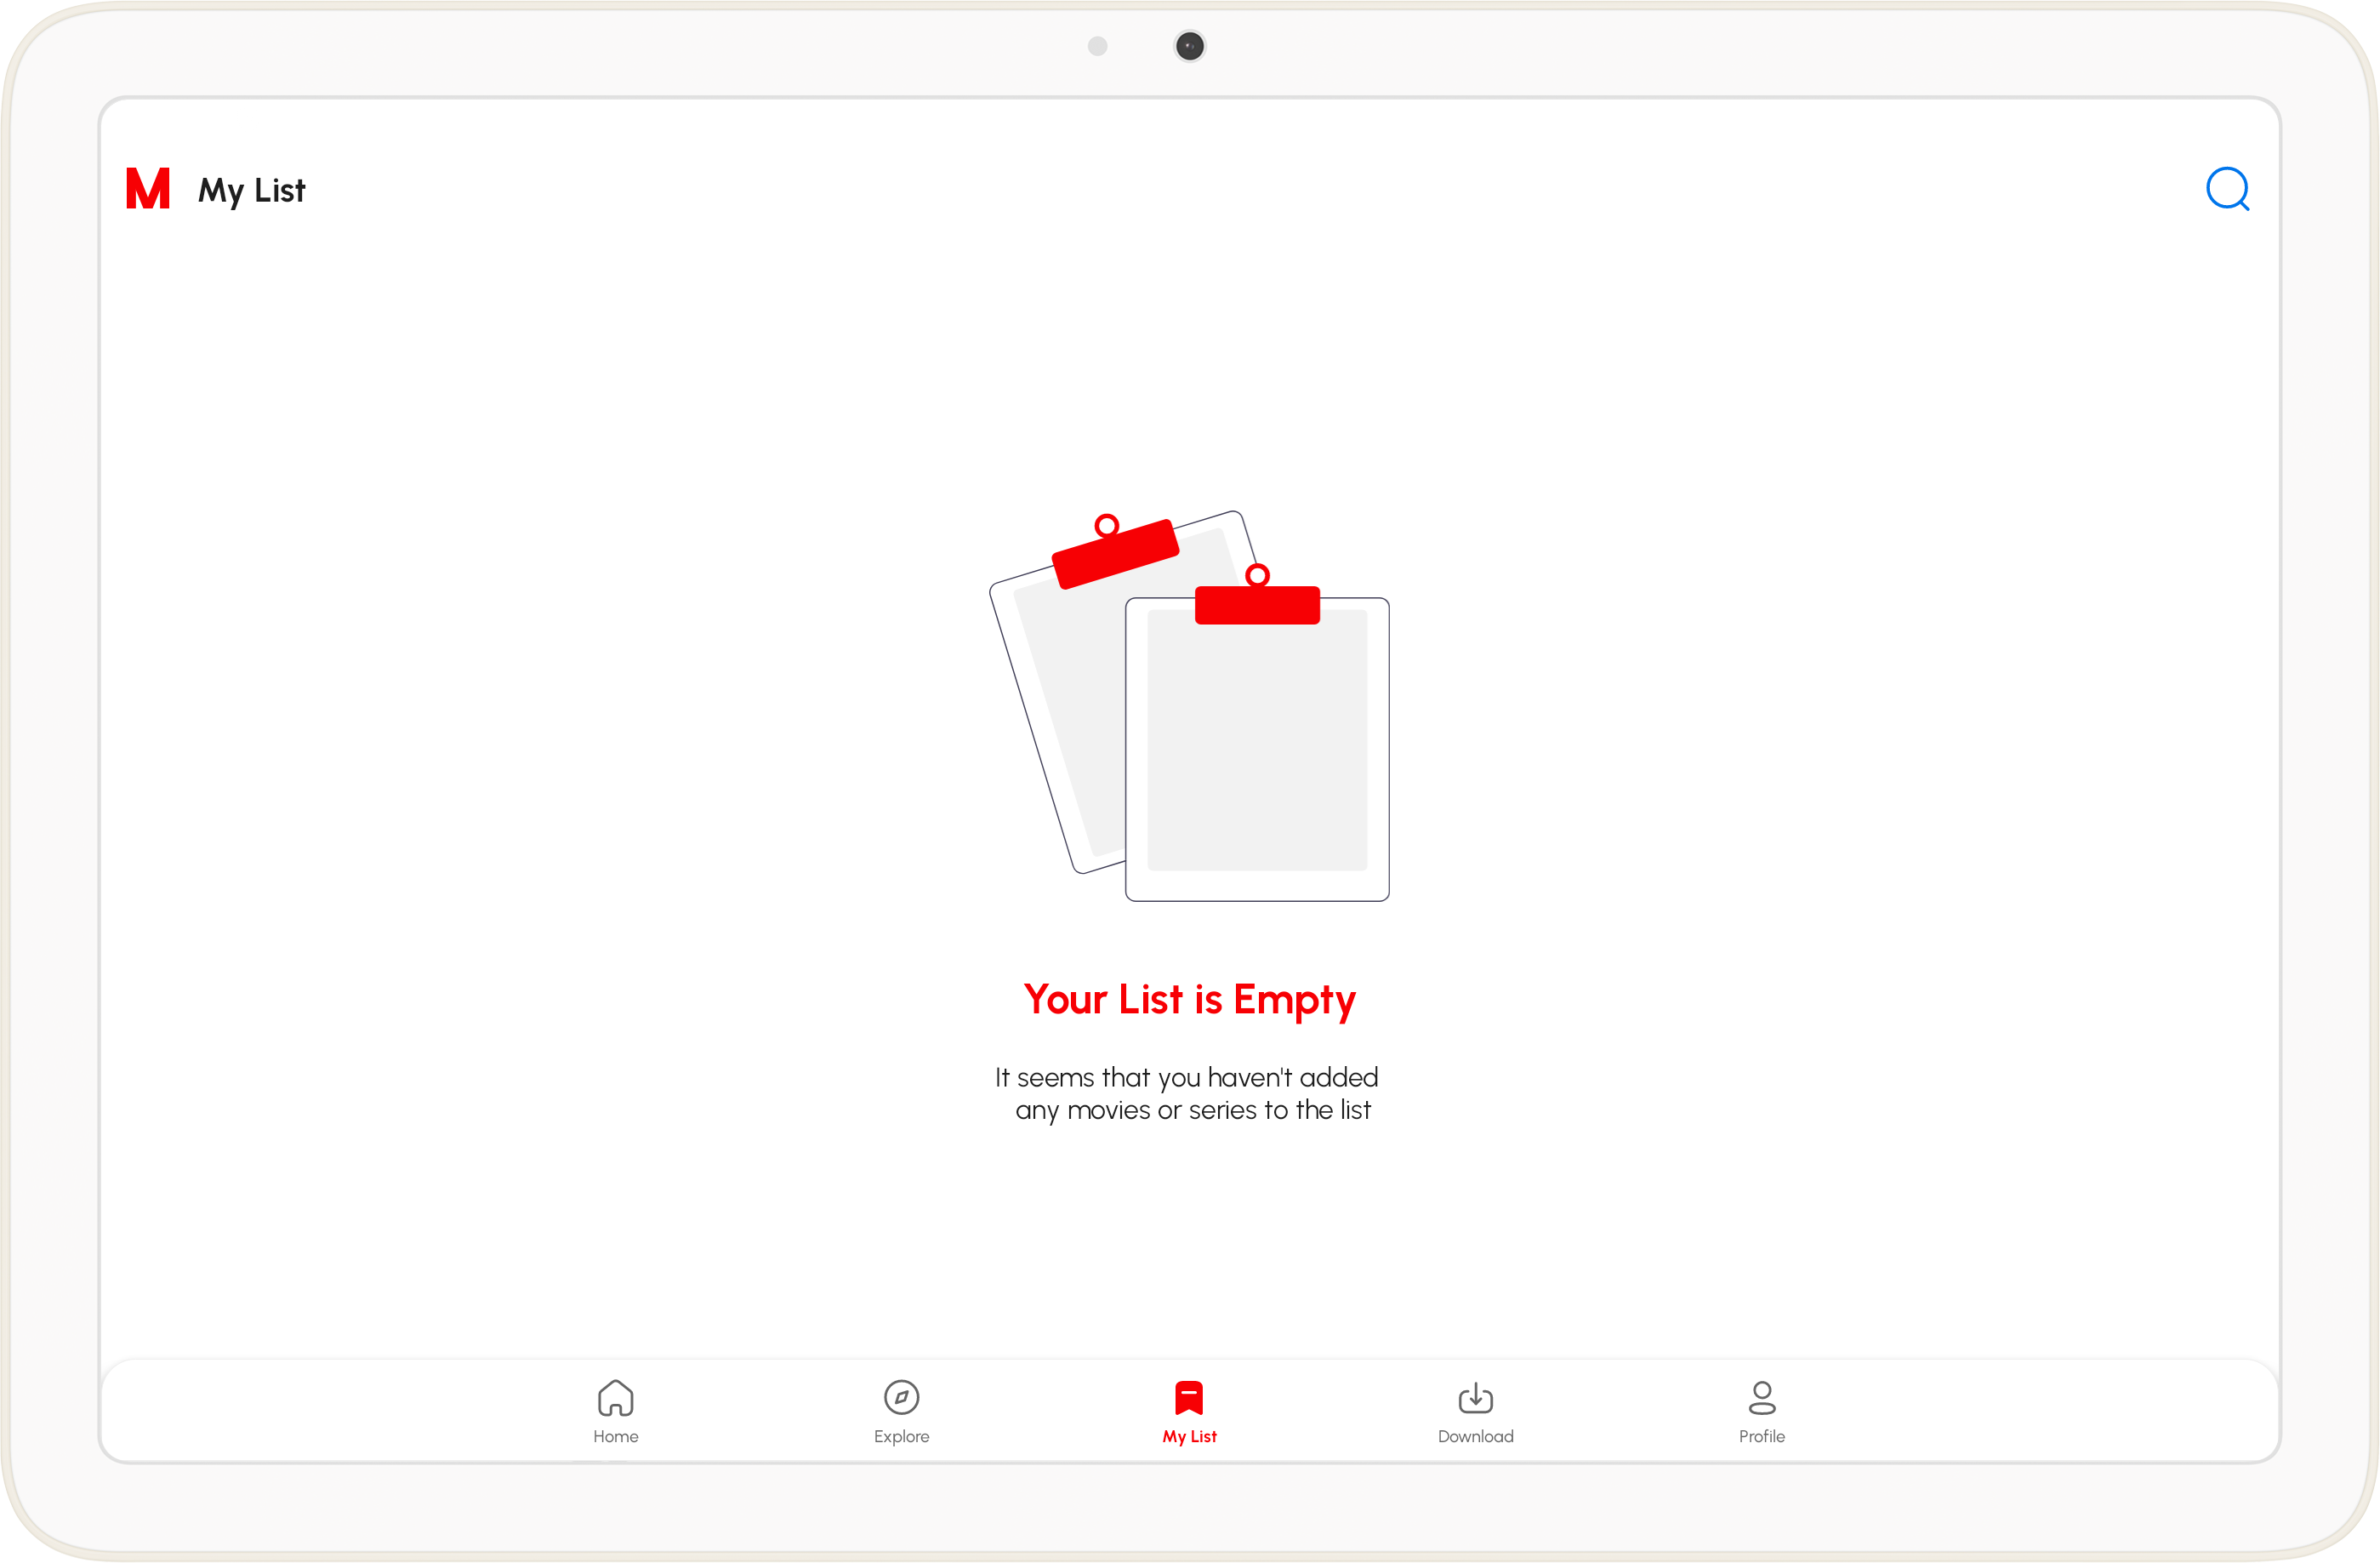 M My List
Your List is Empty
It seems that you haven't added
any movies or series to the list
Home Explore My List Download Profile